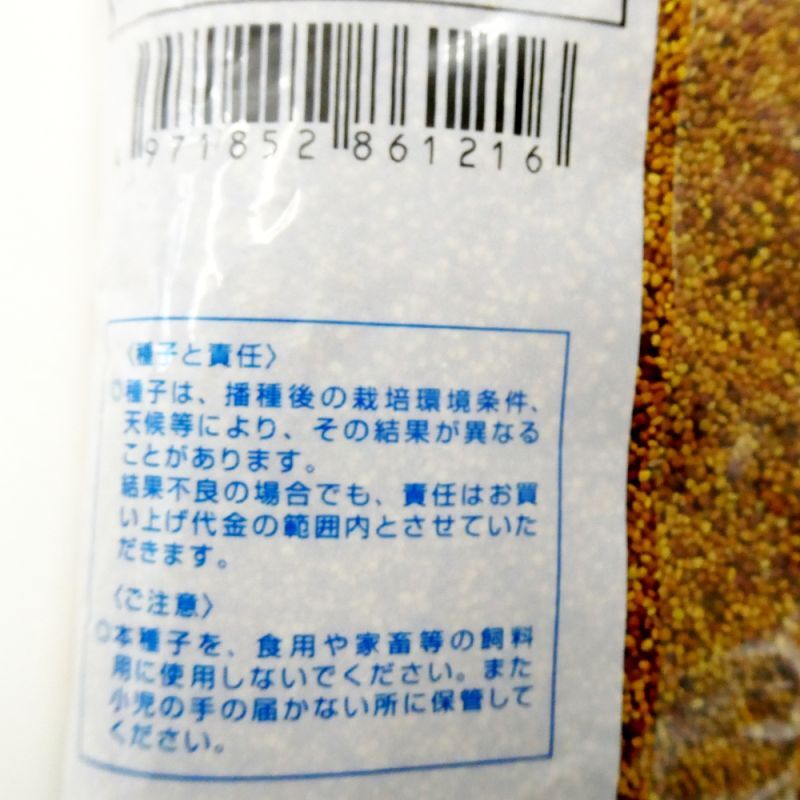 4 971852 861216
〈種子と責任〉
◎種子は、播種後の栽培環境条件、
天候等により、その結果が異なる
ことがあります。
結果不良の場合でも、責任はお買
い上げ代金の範囲内とさせていた
だきます。
〈ご注意〉
◎本種子を、食用や家畜等の飼料
用に使用しないでください。また
小児の手の届かない所に保管して
ください。